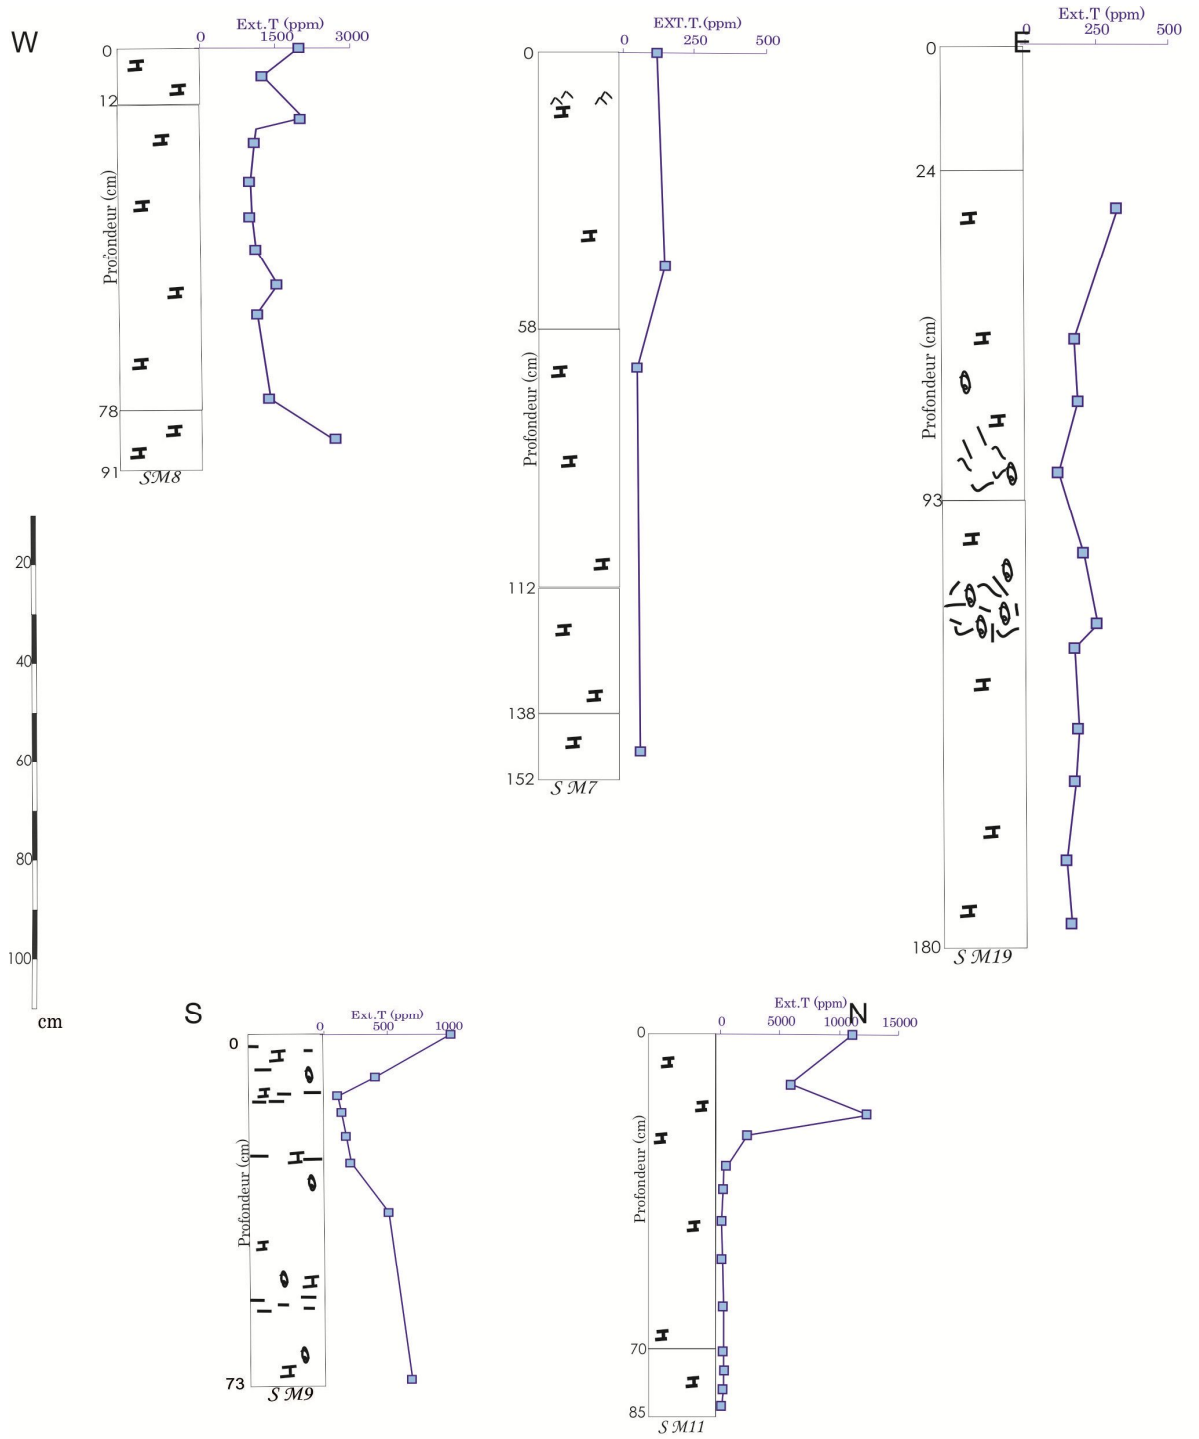 W
Ext.T (ppm)
0 1500 3000
0
12
Profondeur (cm)
78
91
SM8
EXT.T.(ppm)
0 250 500
0
58
Profondeur (cm)
112
138
152
S M7
E
Ext.T (ppm)
0 250 500
0
24
Profondeur (cm)
93
180
S M19
20
40
60
80
100
cm
S
Ext.T (ppm)
0 500 1000
0
Profondeur (cm)
73
S M9
N
Ext.T (ppm)
0 5000 10000 15000
0
Profondeur (cm)
70
85
S M11